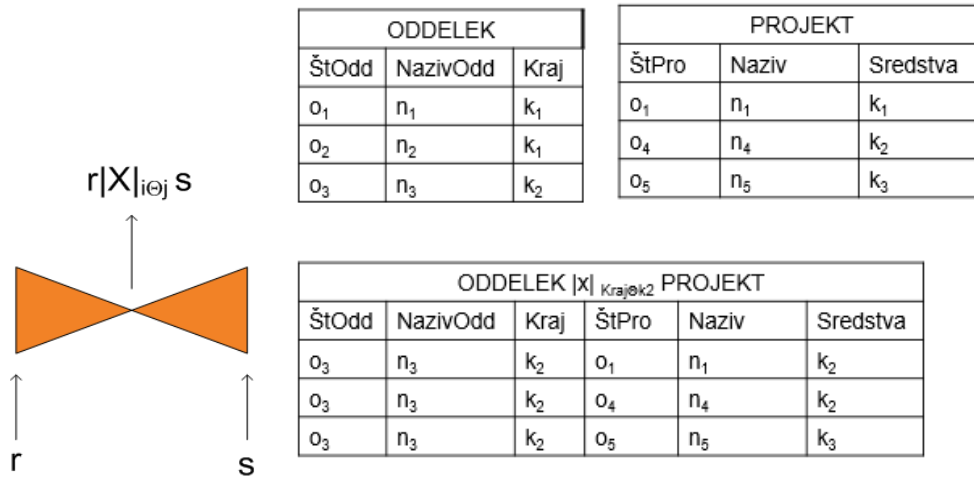 r|X|iΘj s
r
s
ODDELEK
ŠtOdd NazivOdd Kraj
o₁ n₁ k₁
o₂ n₂ k₁
o₃ n₃ k₂
PROJEKT
ŠtPro Naziv Sredstva
o₁ n₁ k₁
o₄ n₄ k₂
o₅ n₅ k₃
ODDELEK |x| KrajΘk2 PROJEKT
ŠtOdd NazivOdd Kraj ŠtPro Naziv Sredstva
o₃ n₃ k₂ o₁ n₁ k₂
o₃ n₃ k₂ o₄ n₄ k₂
o₃ n₃ k₂ o₅ n₅ k₃